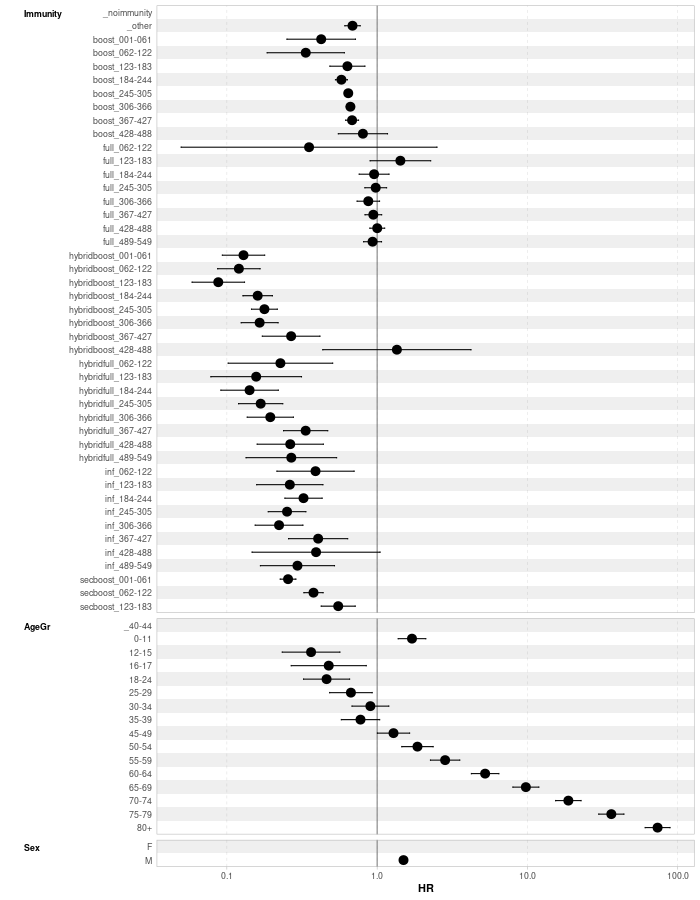 Immunity
_noimmunity
_other
boost_001-061
boost_062-122
boost_123-183
boost_184-244
boost_245-305
boost_306-366
boost_367-427
boost_428-488
full_062-122
full_123-183
full_184-244
full_245-305
full_306-366
full_367-427
full_428-488
full_489-549
hybridboost_001-061
hybridboost_062-122
hybridboost_123-183
hybridboost_184-244
hybridboost_245-305
hybridboost_306-366
hybridboost_367-427
hybridboost_428-488
hybridfull_062-122
hybridfull_123-183
hybridfull_184-244
hybridfull_245-305
hybridfull_306-366
hybridfull_367-427
hybridfull_428-488
hybridfull_489-549
inf_062-122
inf_123-183
inf_184-244
inf_245-305
inf_306-366
inf_367-427
inf_428-488
inf_489-549
secboost_001-061
secboost_062-122
secboost_123-183
AgeGr
_40-44
0-11
12-15
16-17
18-24
25-29
30-34
35-39
45-49
50-54
55-59
60-64
65-69
70-74
75-79
80+
Sex
F
M
0.1 1.0 10.0 100.0
HR